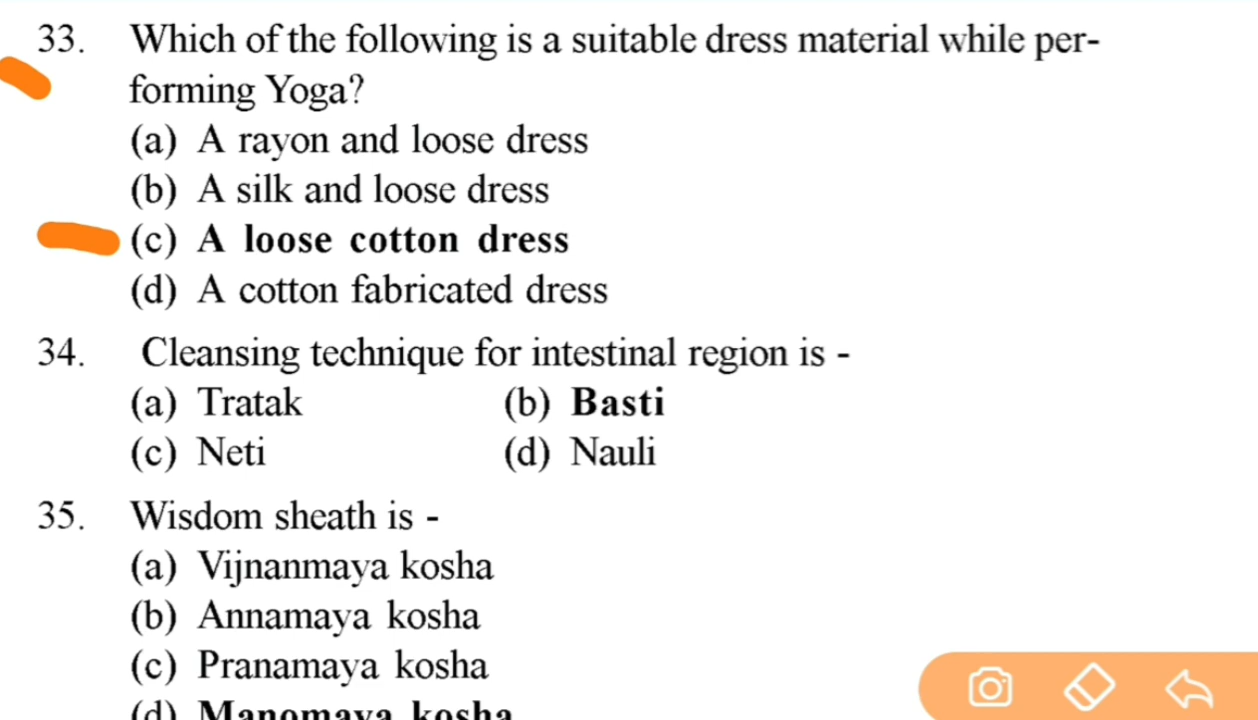 33. Which of the following is a suitable dress material while per-
forming Yoga?
(a) A rayon and loose dress
(b) A silk and loose dress
(c) A loose cotton dress
(d) A cotton fabricated dress
34. Cleansing technique for intestinal region is -
(a) Tratak (b) Basti
(c) Neti (d) Nauli
35. Wisdom sheath is -
(a) Vijnanmaya kosha
(b) Annamaya kosha
(c) Pranamaya kosha
(d) Manomaya kosha